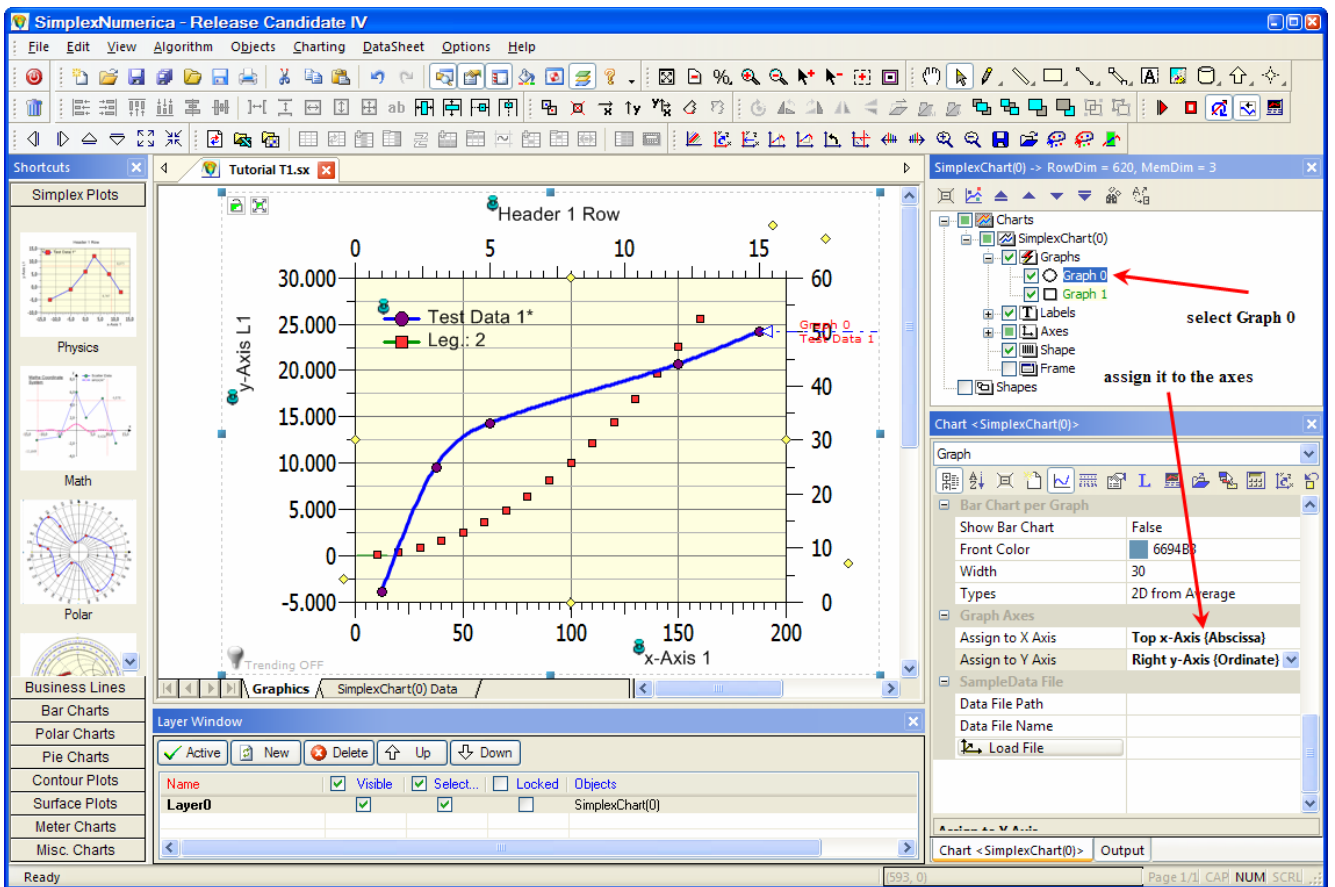 SimplexNumerica - Release Candidate IV
File Edit View Algorithm Objects Charting DataSheet Options Help
Shortcuts
Simplex Plots
Physics
Math
Polar
Business Lines
Bar Charts
Polar Charts
Pie Charts
Contour Plots
Surface Plots
Meter Charts
Misc. Charts
Tutorial T1.sx
Header 1 Row
0 5 10 15
30.000
25.000
20.000
15.000
10.000
5.000
0
-5.000
y-Axis L1
Test Data 1*
Leg.: 2
Graph 0
Test Data 1
60
50
40
30
20
10
0
0 50 100 150 200
x-Axis 1
Trending OFF
Graphics SimplexChart(0) Data
Layer Window
Active New Delete Up Down
Name Visible Select... Locked Objects
Layer0 SimplexChart(0)
SimplexChart(0) -> RowDim = 620, MemDim = 3
Charts
SimplexChart(0)
Graphs
Graph 0
Graph 1
Labels
Axes
Shape
Frame
Shapes
select Graph 0
assign it to the axes
Chart <SimplexChart(0)>
Graph
Bar Chart per Graph
Show Bar Chart False
Front Color 6694B3
Width 30
Types 2D from Average
Graph Axes
Assign to X Axis Top x-Axis {Abscissa}
Assign to Y Axis Right y-Axis {Ordinate}
SampleData File
Data File Path
Data File Name
Load File
Chart <SimplexChart(0)> Output
Ready (593, 0) Page 1/1 CAP NUM SCRL